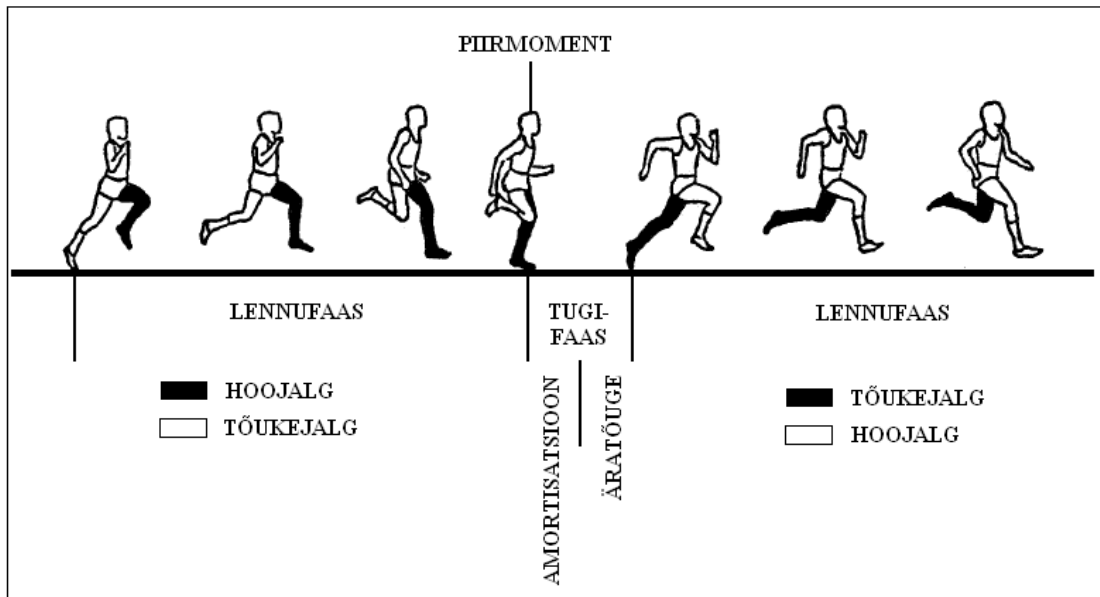 PIIRMOMENT
LENNUFAAS
TUGI-
FAAS
LENNUFAAS
AMORTISATSIOON
ÄRATÕUGE
HOOJALG
TÕUKEJALG
TÕUKEJALG
HOOJALG